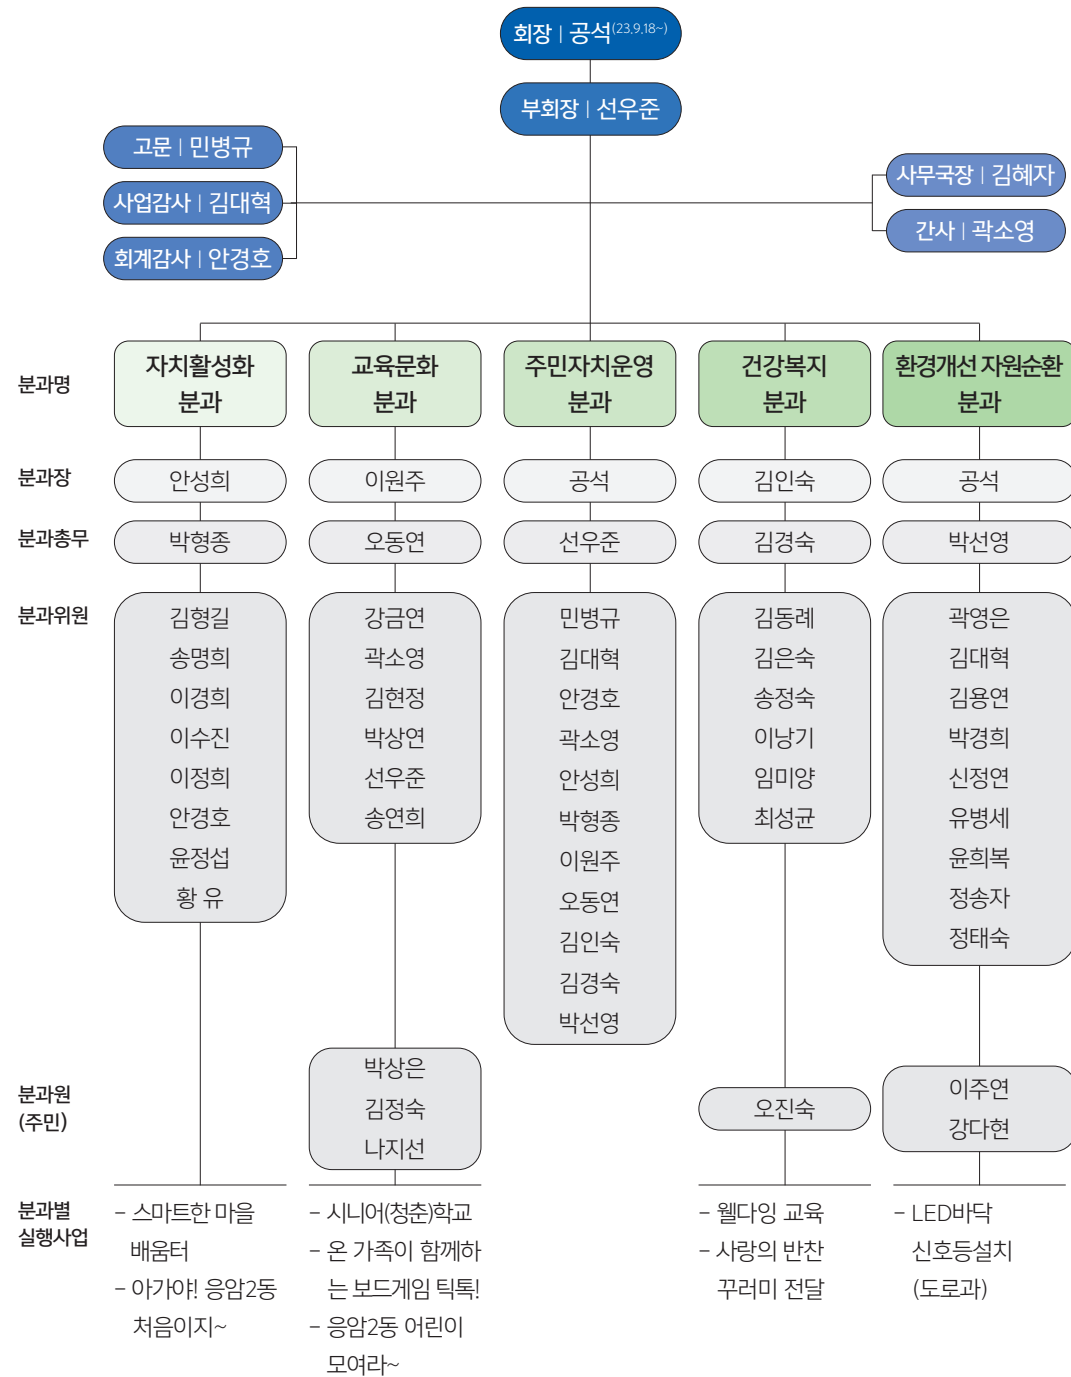 회장 | 공석(23.9.18~)
부회장 | 선우준
고문 | 민병규
사업감사 | 김대혁
회계감사 | 안경호
사무국장 | 김혜자
간사 | 곽소영
분과명
자치활성화
분과
교육문화
분과
주민자치운영
분과
건강복지
분과
환경개선 자원순환
분과
분과장
안성희
이원주
공석
김인숙
공석
분과총무
박형종
오동연
선우준
김경숙
박선영
분과위원
김형길
송명희
이경희
이수진
이정희
안경호
윤정섭
황 유
강금연
곽소영
김현정
박상연
선우준
송연희
민병규
김대혁
안경호
곽소영
안성희
박형종
이원주
오동연
김인숙
김경숙
박선영
김동례
김은숙
송정숙
이낭기
임미양
최성균
곽영은
김대혁
김용연
박경희
신정연
유병세
윤희복
정송자
정태숙
분과원
(주민)
박상은
김정숙
나지선
오진숙
이주연
강다현
분과별
실행사업
- 스마트한 마을
배움터
- 아가야! 응암2동
처음이지~
- 시니어(청춘)학교
- 온 가족이 함께하
는 보드게임 틱톡!
- 응암2동 어린이
모여라~
- 웰다잉 교육
- 사랑의 반찬
꾸러미 전달
- LED바닥
신호등설치
(도로과)